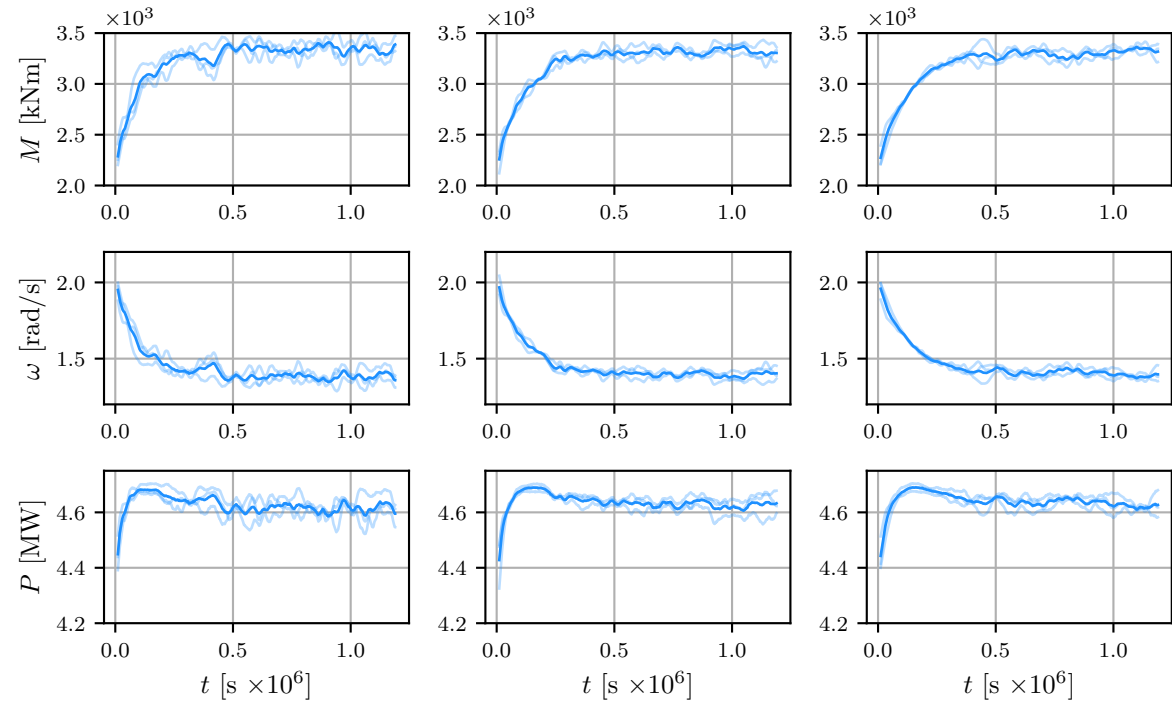 ×10³ ×10³ ×10³
3.5 3.5 3.5
3.0 3.0 3.0
M [kNm]
2.5 2.5 2.5
2.0 2.0 2.0
0.0 0.5 1.0 0.0 0.5 1.0 0.0 0.5 1.0
2.0 2.0 2.0
ω [rad/s]
1.5 1.5 1.5
0.0 0.5 1.0 0.0 0.5 1.0 0.0 0.5 1.0
4.6 4.6 4.6
P [MW]
4.4 4.4 4.4
4.2 4.2 4.2
0.0 0.5 1.0 0.0 0.5 1.0 0.0 0.5 1.0
t [s ×10⁶] t [s ×10⁶] t [s ×10⁶]